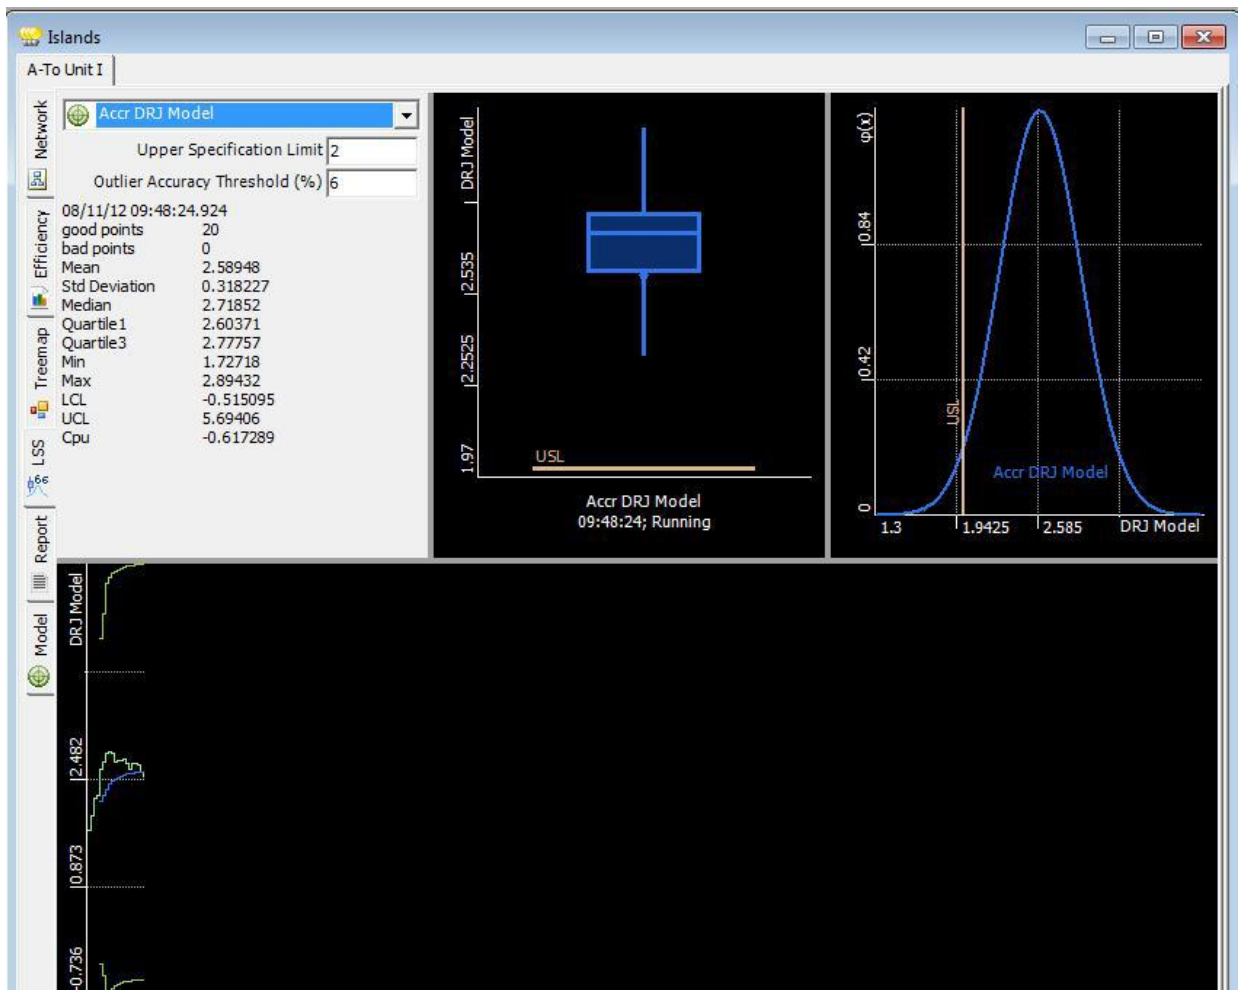 Islands
A-To Unit I
Network
Efficiency
Treemap
LSS
Report
Model
Accr DRJ Model
Upper Specification Limit 2
Outlier Accuracy Threshold (%) 6
08/11/12 09:48:24.924
good points 20
bad points 0
Mean 2.58948
Std Deviation 0.318227
Median 2.71852
Quartile1 2.60371
Quartile3 2.77757
Min 1.72718
Max 2.89432
LCL -0.515095
UCL 5.69406
Cpu -0.617289
DRJ Model
2.535
2.2525
1.97
USL
Accr DRJ Model
09:48:24; Running
φ(x)
0.84
0.42
0
USL
Accr DRJ Model
1.3 1.9425 2.585 DRJ Model
DRJ Model
2.482
0.873
-0.736